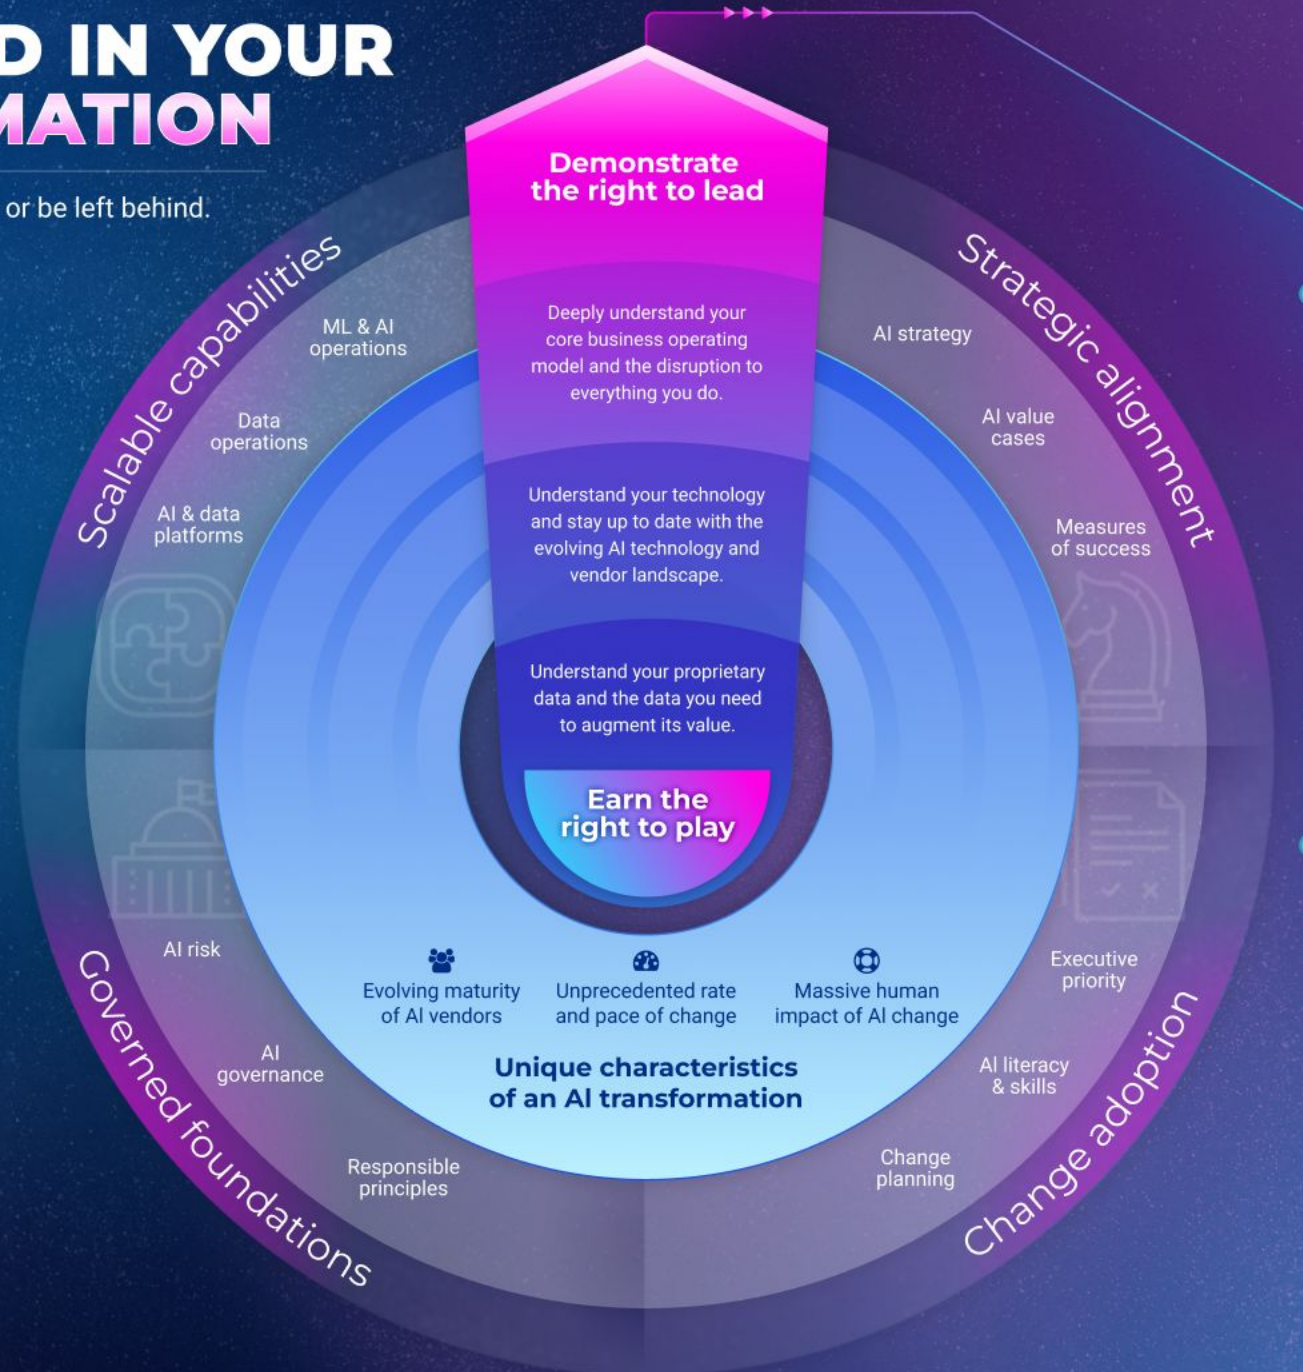 D IN YOUR
MATION
or be left behind.
Demonstrate
the right to lead
Deeply understand your
core business operating
model and the disruption to
everything you do.
Understand your technology
and stay up to date with the
evolving AI technology and
vendor landscape.
Understand your proprietary
data and the data you need
to augment its value.
Earn the
right to play
Scalable capabilities
ML & AI
operations
Data
operations
AI & data
platforms
Strategic alignment
AI strategy
AI value
cases
Measures
of success
Governed foundations
AI risk
AI
governance
Responsible
principles
Change adoption
Executive
priority
AI literacy
& skills
Change
planning
Evolving maturity
of AI vendors
Unprecedented rate
and pace of change
Massive human
impact of AI change
Unique characteristics
of an AI transformation